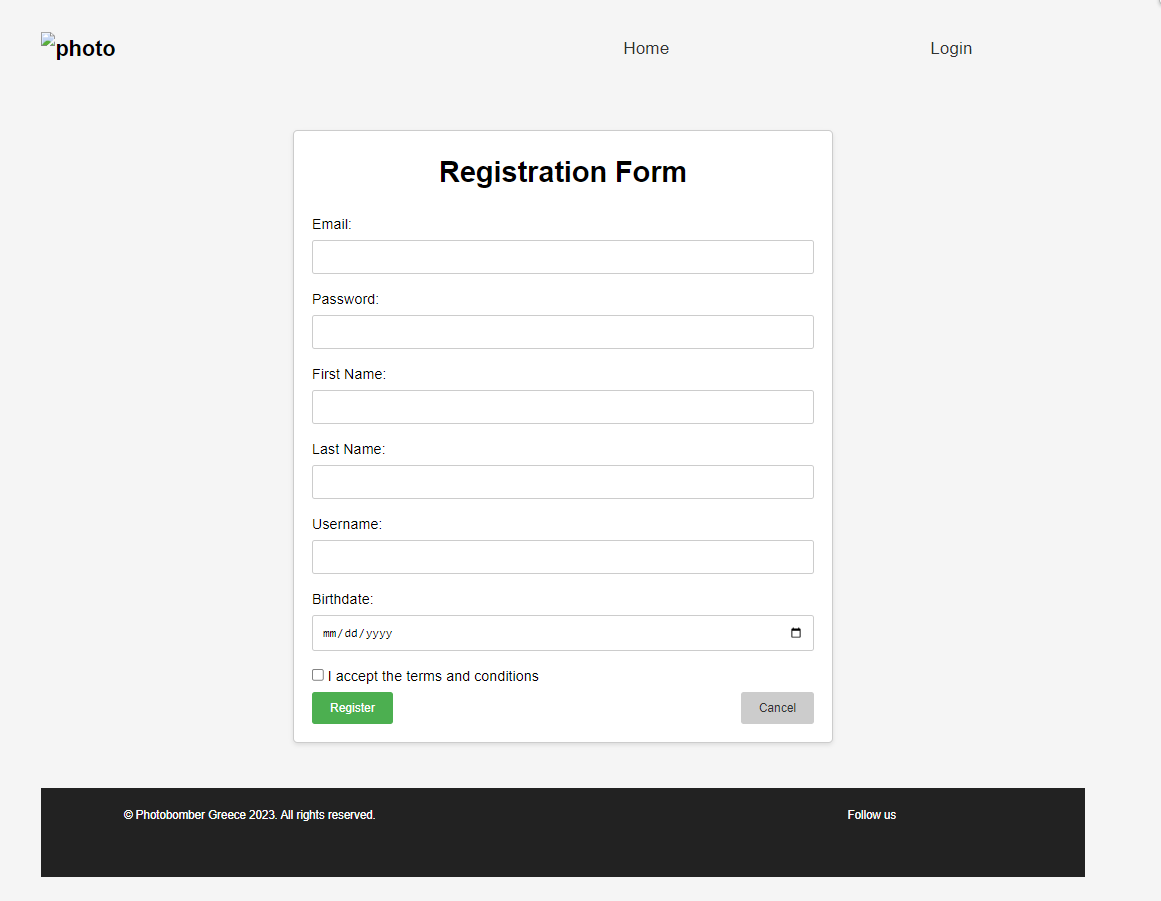 photo
Home
Login
Registration Form
Email:
Password:
First Name:
Last Name:
Username:
Birthdate:
mm/dd/yyyy
I accept the terms and conditions
Register
Cancel
© Photobomber Greece 2023. All rights reserved.
Follow us